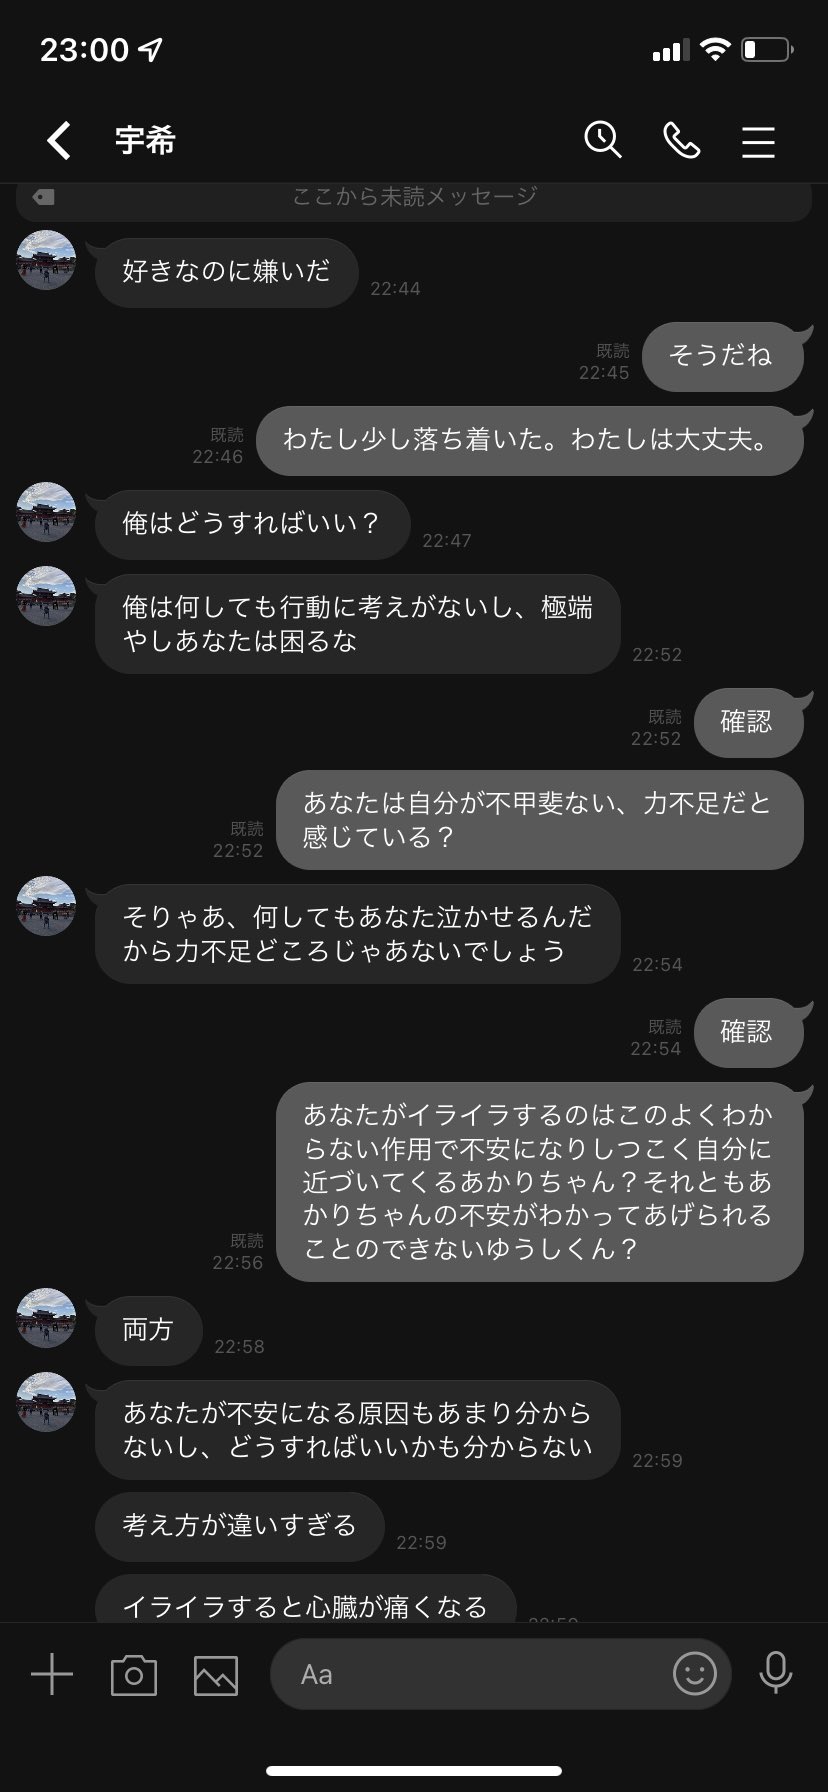 23:00
宇希
ここから未読メッセージ
好きなのに嫌いだ
22:44
そうだね
既読
22:45
わたし少し落ち着いた。わたしは大丈夫。
既読
22:46
俺はどうすればいい？
22:47
俺は何しても行動に考えがないし、極端
やしあなたは困るな
22:52
確認
既読
22:52
あなたは自分が不甲斐ない、力不足だと
感じている？
既読
22:52
そりゃあ、何してもあなた泣かせるんだ
から力不足どころじゃあないでしょう
22:54
確認
既読
22:54
あなたがイライラするのはこのよくわか
らない作用で不安になりしつこく自分に
近づいてくるあかりちゃん？それともあ
かりちゃんの不安がわかってあげられる
ことのできないゆうしくん？
既読
22:56
両方
22:58
あなたが不安になる原因もあまり分から
ないし、どうすればいいかも分からない
22:59
考え方が違いすぎる
22:59
イライラすると心臓が痛くなる
22:59
Aa